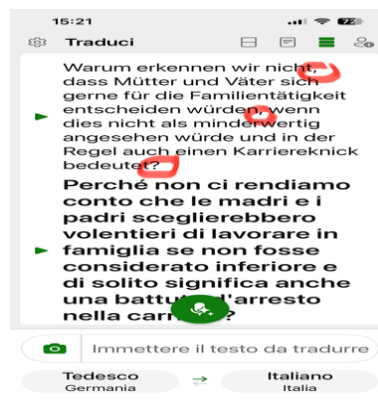 15:21
Traduci
Warum erkennen wir nicht,
dass Mütter und Väter sich
gerne für die Familientätigkeit
entscheiden würden, wenn
dies nicht als minderwertig
angesehen würde und in der
Regel auch einen Karriereknick
bedeutet?
Perché non ci rendiamo
conto che le madri e i
padri sceglierebbero
volentieri di lavorare in
famiglia se non fosse
considerato inferiore e
di solito significa anche
una d'arresto
nella ?
Immettere il testo da tradurre
Tedesco
Germania
Italiano
Italia